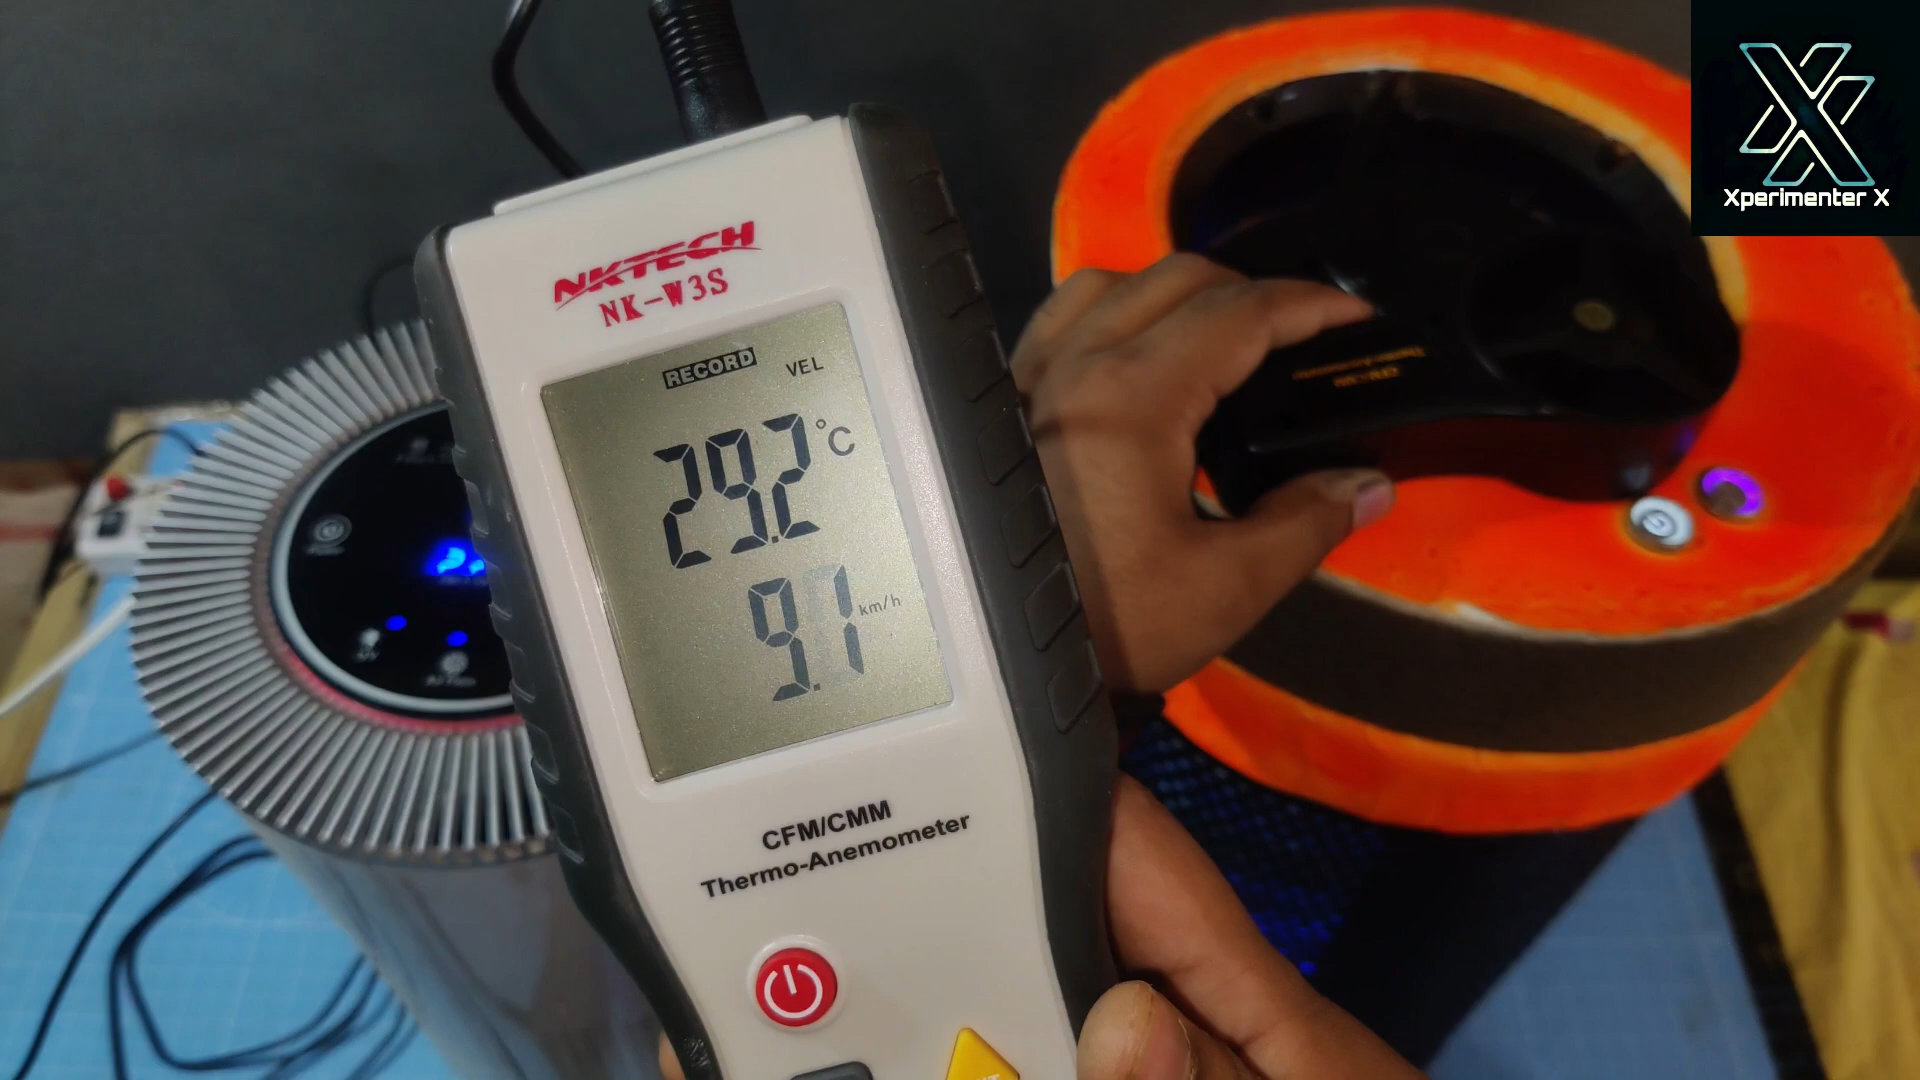 Xperimenter X
NKTECH
NK-W3S
RECORD
VEL
29.2 °C
9.1 km/h
CFM/CMM
Thermo-Anemometer